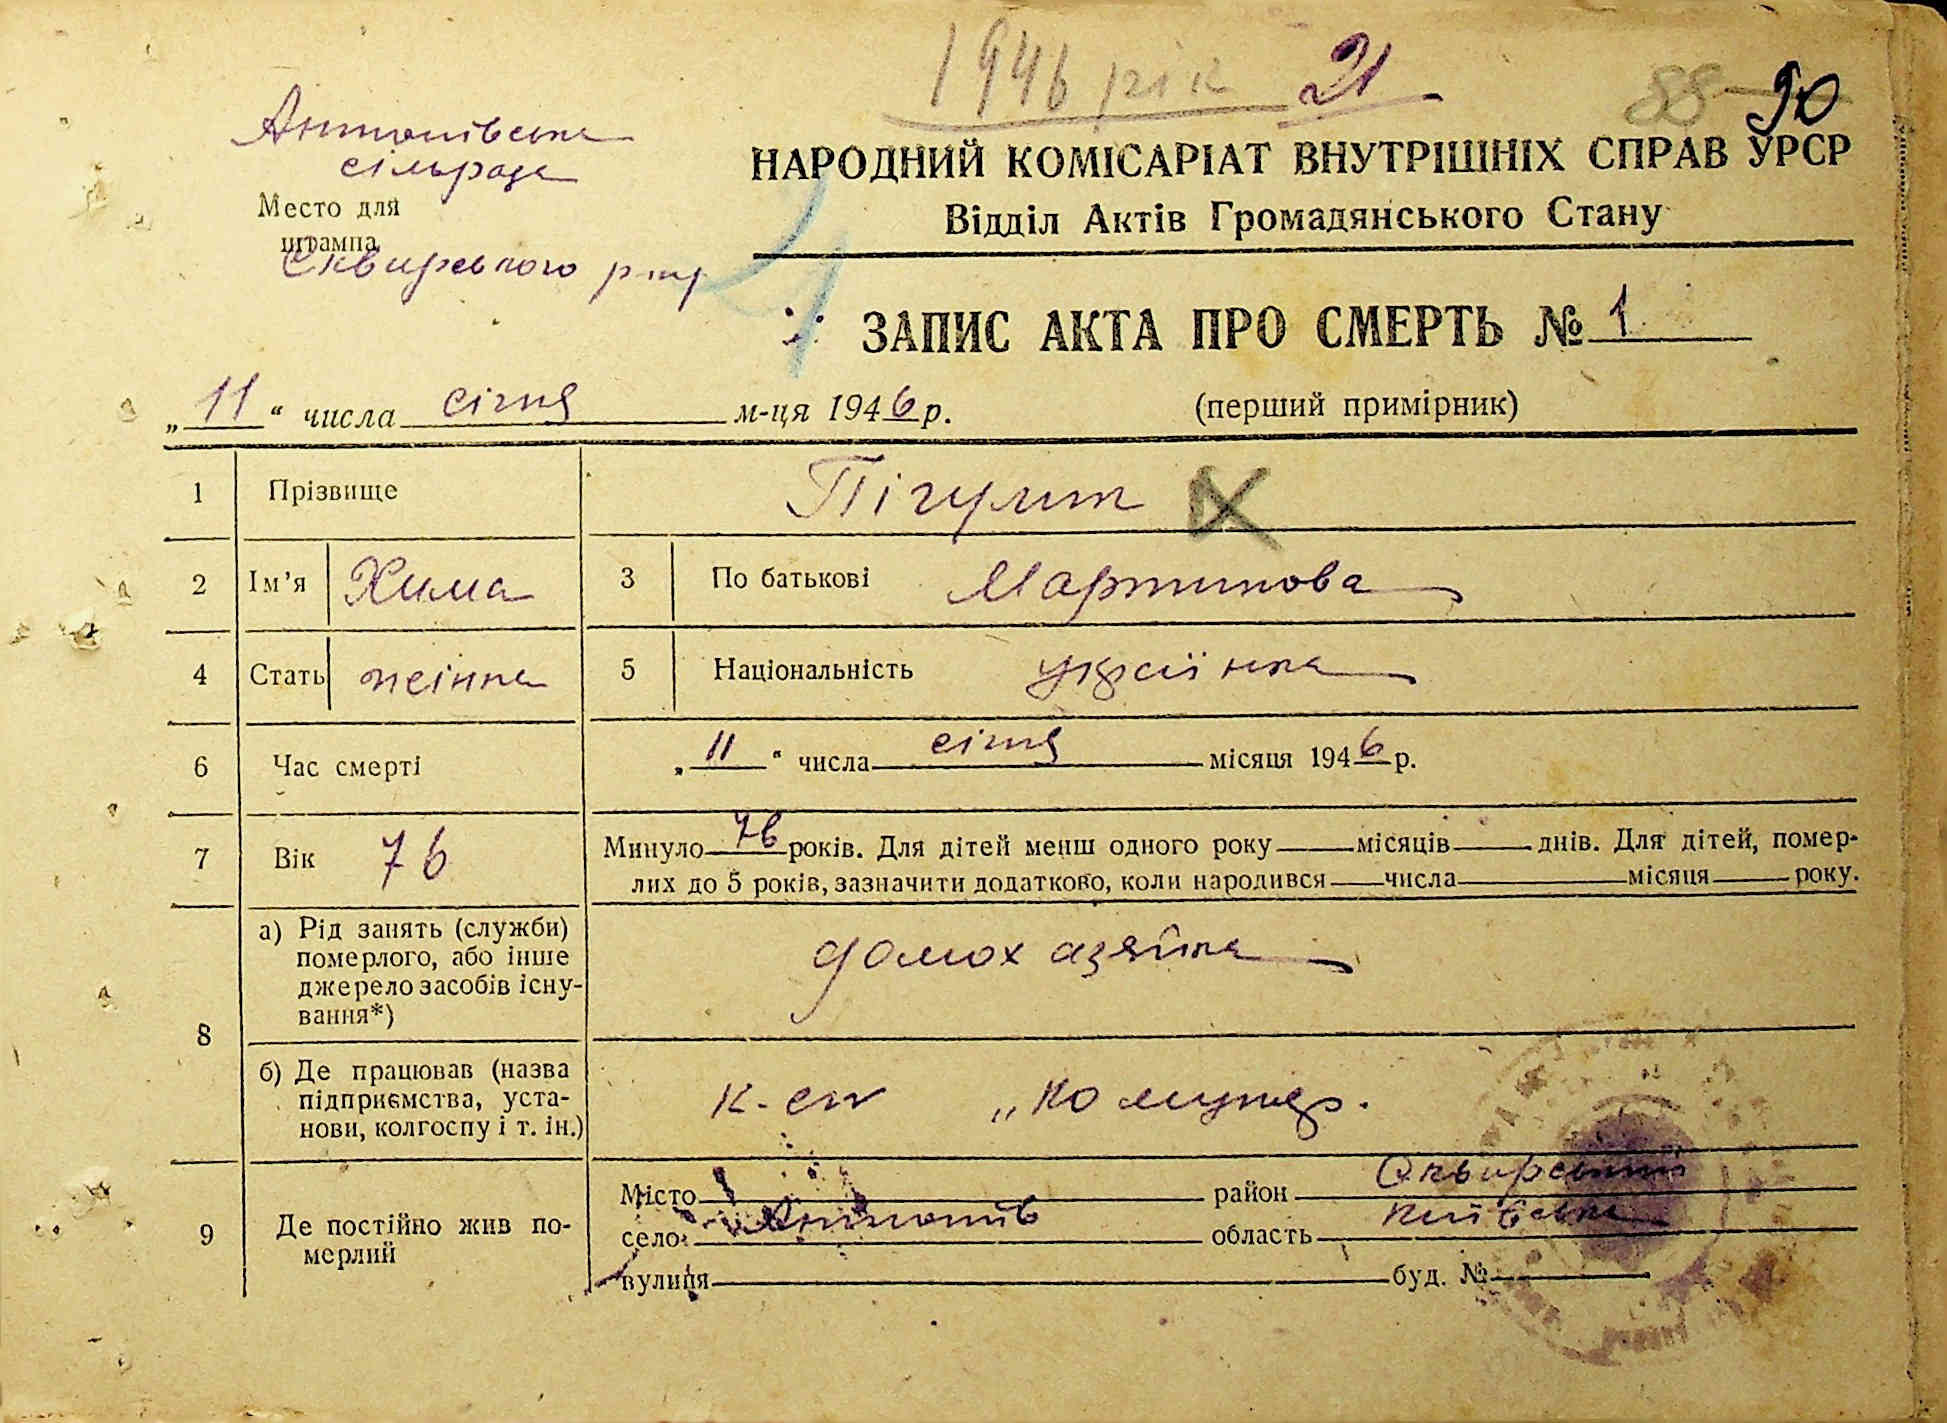 1946 рік 21
88 90
Антонівська
сільрада
Место для
штампа
Сквирського р-ну
21
НАРОДНИЙ КОМІСАРІАТ ВНУТРІШНІХ СПРАВ УРСР
Відділ Актів Громадянського Стану
ЗАПИС АКТА ПРО СМЕРТЬ № 1
„11“ числа січня м-ця 1946 р.
(перший примірник)
1 Прізвище Пігулят
2 Ім’я Хима 3 По батькові Мартинова
4 Стать жінка 5 Національність українка
6 Час смерті „11“ числа січня місяця 1946 р.
7 Вік 76 Минуло 76 років. Для дітей менш одного року місяців днів. Для дітей, помер-
лих до 5 років, зазначити додатково, коли народився числа місяця року.
8 а) Рід занять (служби)
померлого, або інше
джерело засобів існу-
вання*)
домохазяйка
б) Де працював (назва
підприємства, уста-
нови, колгоспу і т. ін.)
к-сп „Комунар.
9 Де постійно жив по-
мерлий
Місто район Сквирський
село Антонів область Київська
вулиця буд. №